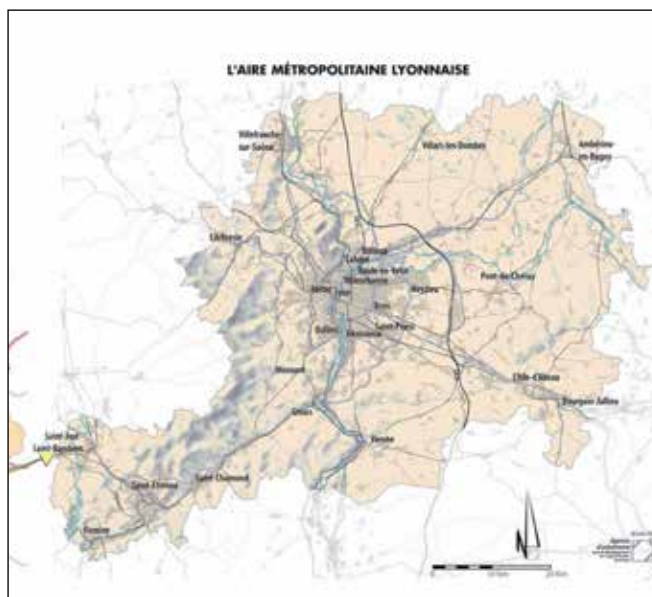 L'AIRE MÉTROPOLITAINE LYONNAISE
Villefranche-
sur-Saône
Villars-les-Dombes
Ambérieu-
en-Bugey
L'Arbresle
Rillieux
Caluire
Vaulx-en-Velin
Villeurbanne
Meyzieu
Pont-de-Chéruy
Lyon
Bron
Oullins
Vénissieux
Saint-Priest
Mornant
L'Isle-d'Abeau
Bourgoin-Jallieu
Givors
Vienne
Saint-Just
Saint-Rambert
Saint-Étienne
Saint-Chamond
Firminy
0
10 Km
20 Km